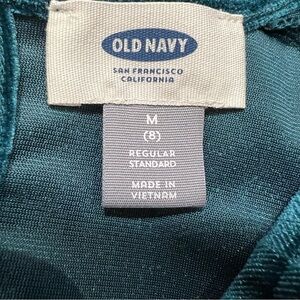 OLD NAVY
SAN FRANCISCO
CALIFORNIA
M
(8)
REGULAR
STANDARD
MADE IN
VIETNAM